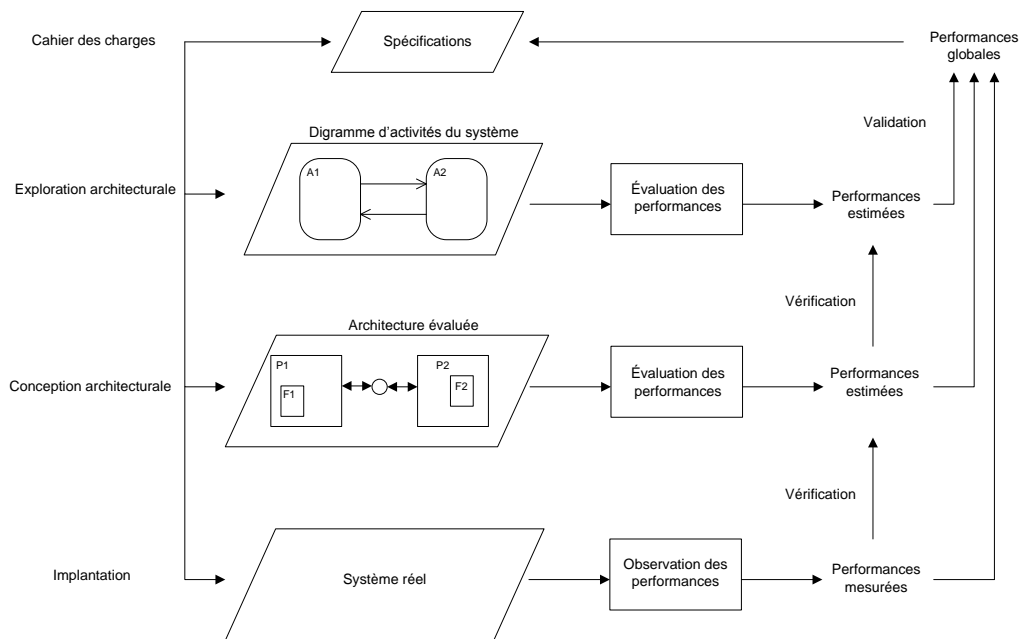 Cahier des charges
Spécifications
Performances
globales
Validation
Digramme d'activités du système
A1
A2
Exploration architecturale
Évaluation des
performances
Performances
estimées
Vérification
Architecture évaluée
P1
F1
P2
F2
Conception architecturale
Évaluation des
performances
Performances
estimées
Vérification
Implantation
Système réel
Observation des
performances
Performances
mesurées